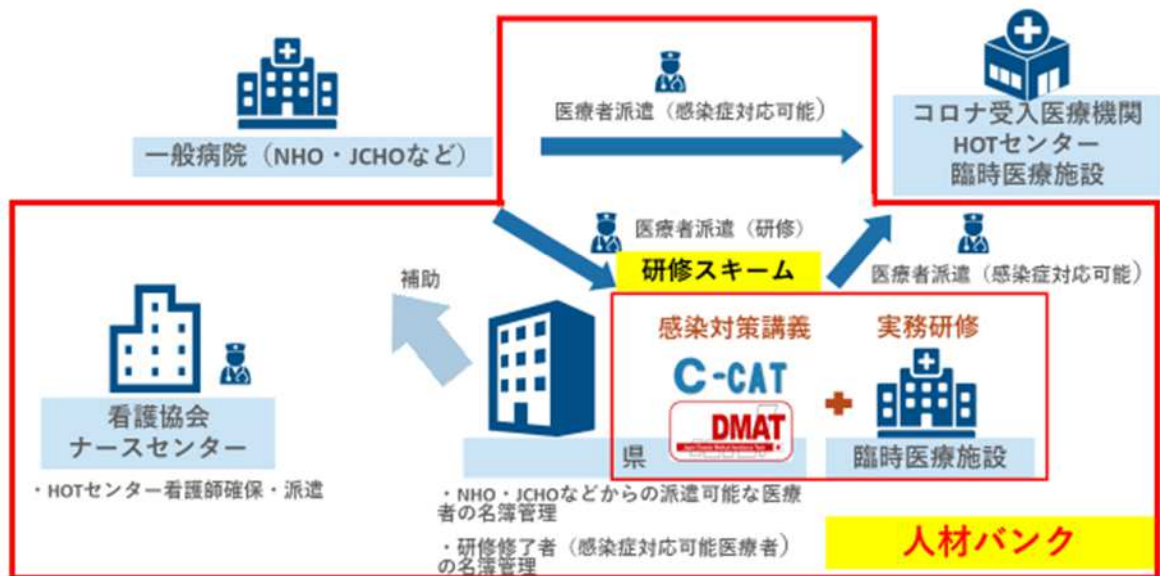 医療者派遣（感染症対応可能）
一般病院（NHO・JCHOなど）
コロナ受入医療機関
HOTセンター
臨時医療施設
医療者派遣（研修）
研修スキーム
医療者派遣（感染症対応可能）
補助
感染対策講義
実務研修
C-CAT
DMAT
看護協会
ナースセンター
県
臨時医療施設
・HOTセンター看護師確保・派遣
・NHO・JCHOなどからの派遣可能な医療
者の名簿管理
・研修修了者（感染症対応可能医療者）
の名簿管理
人材バンク